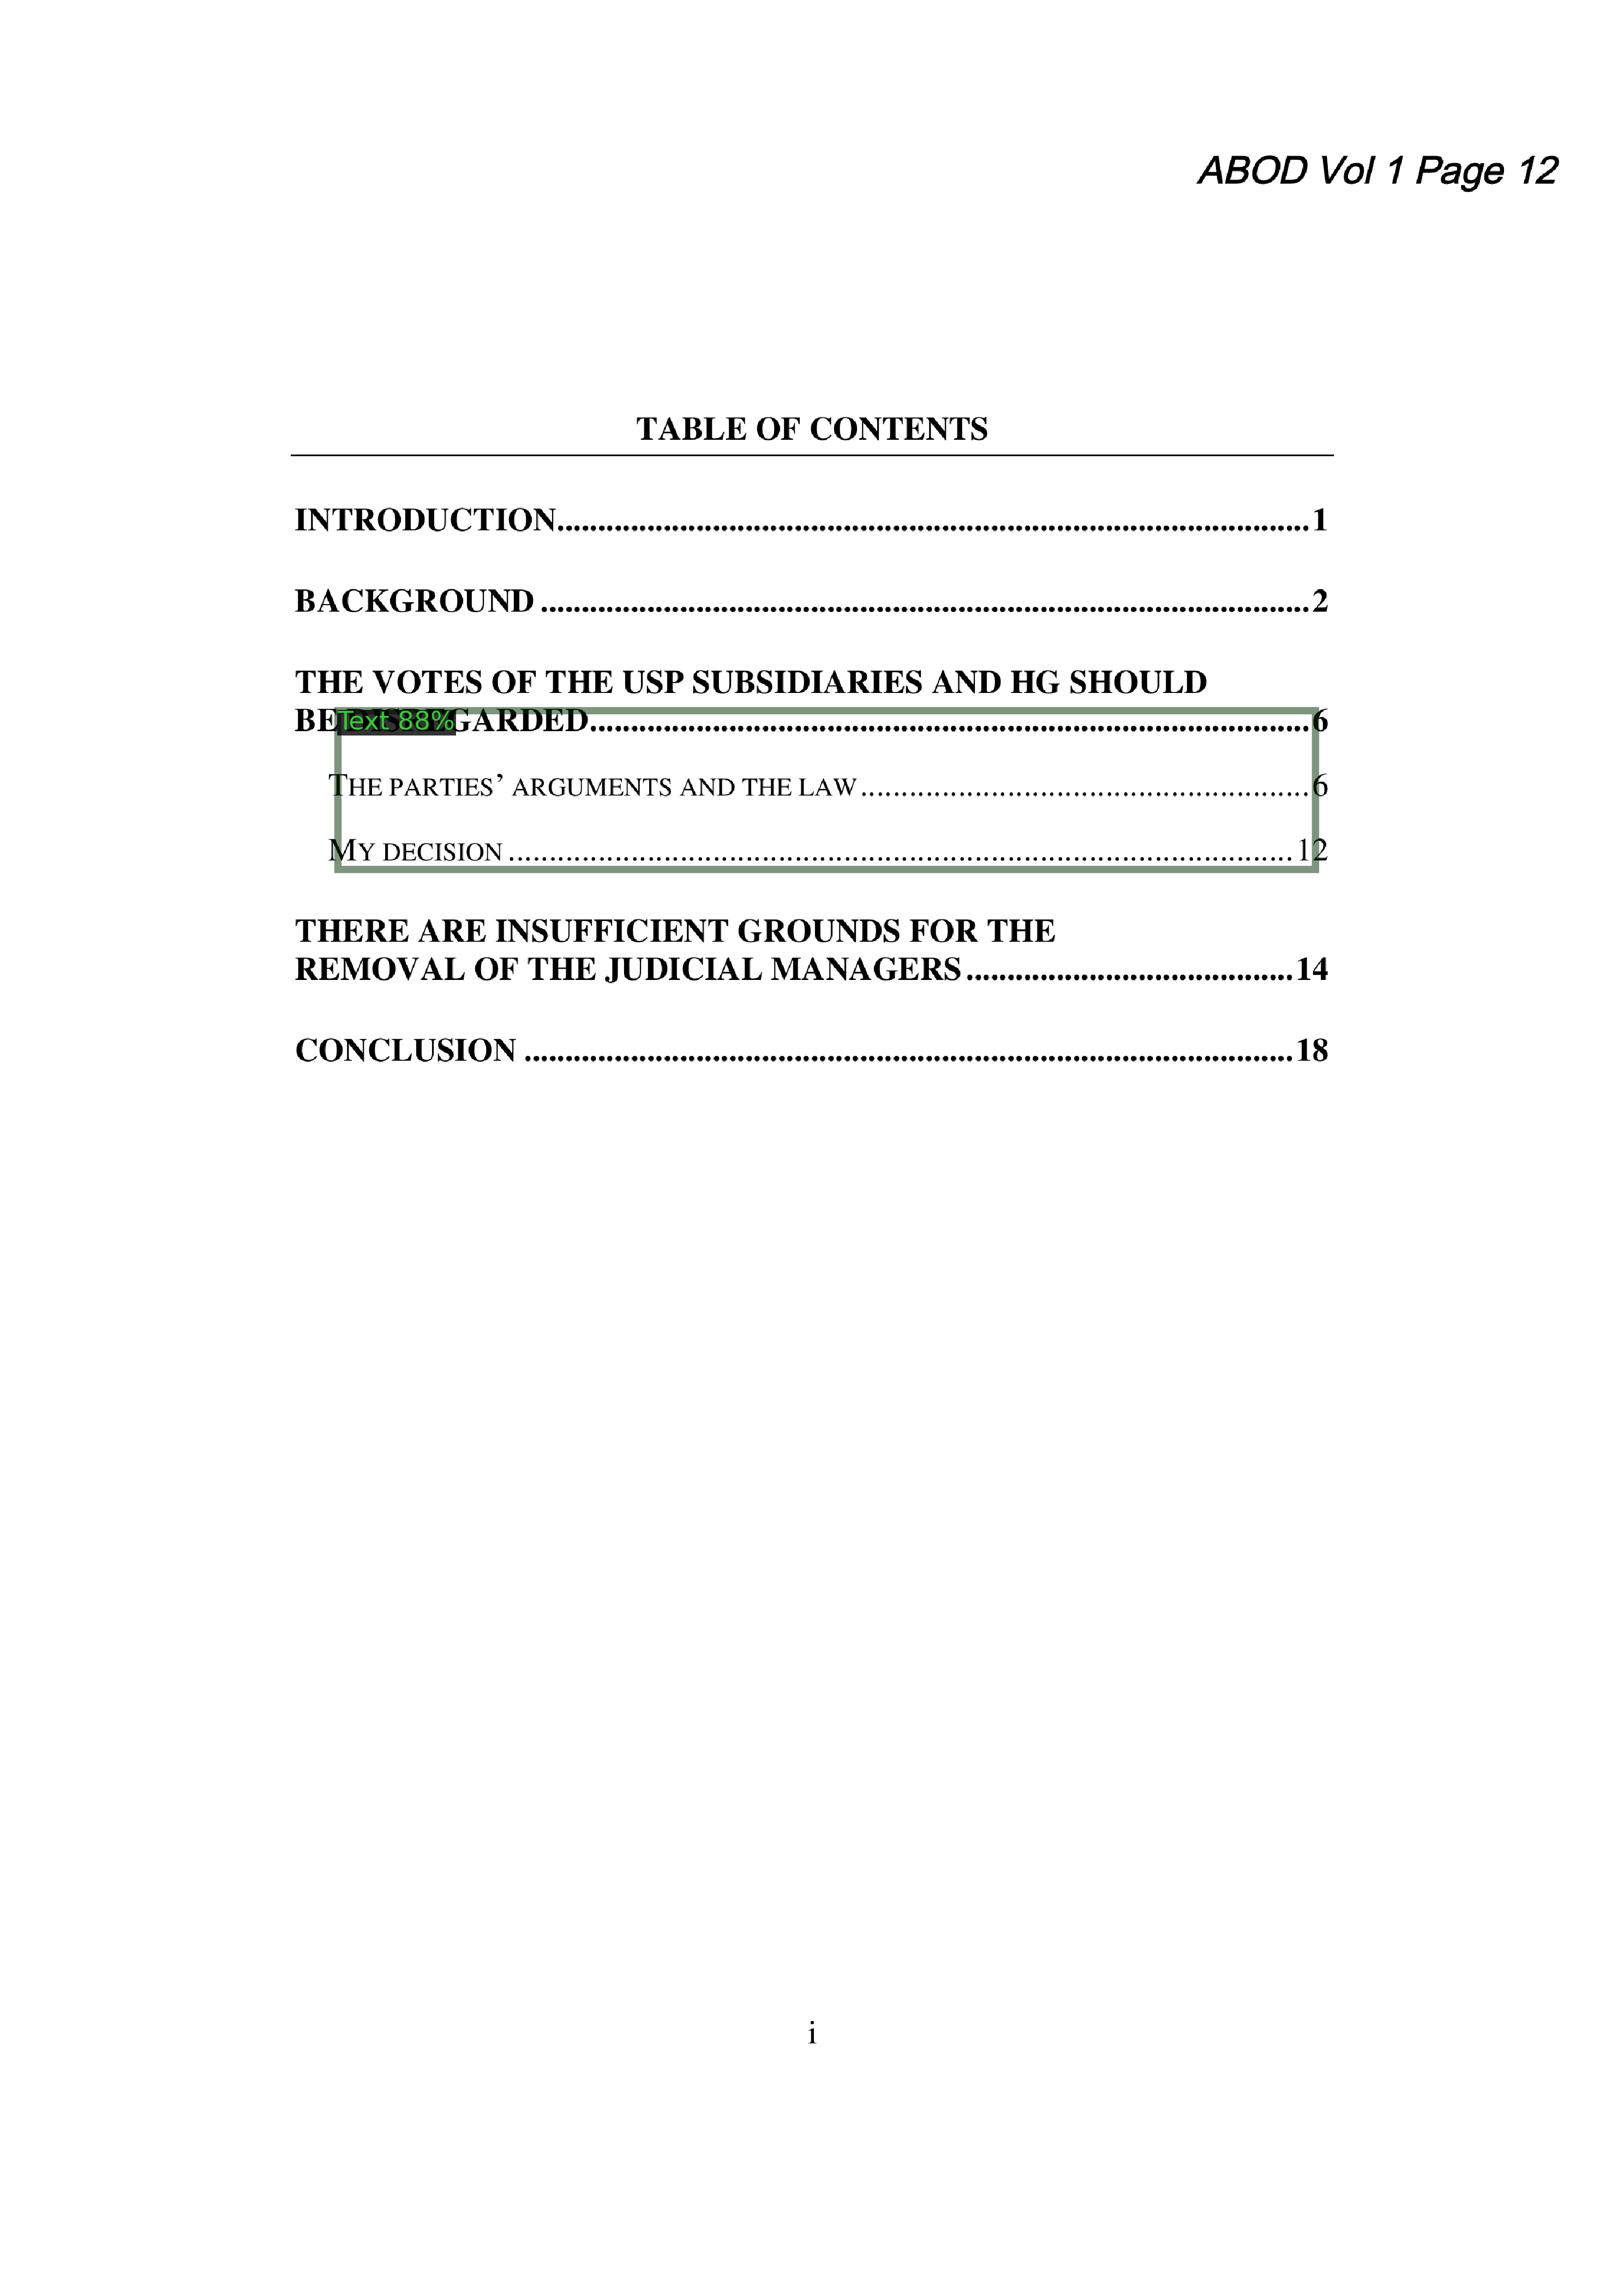 ABOD Vol 1 Page 12
TABLE OF CONTENTS
INTRODUCTION............................................................................................1
BACKGROUND ..............................................................................................2
THE VOTES OF THE USP SUBSIDIARIES AND HG SHOULD
BE GARDED........................................................................................6
Text 88%
THE PARTIES’ ARGUMENTS AND THE LAW.......................................................6
MY DECISION ................................................................................................12
THERE ARE INSUFFICIENT GROUNDS FOR THE
REMOVAL OF THE JUDICIAL MANAGERS........................................14
CONCLUSION ..............................................................................................18
i